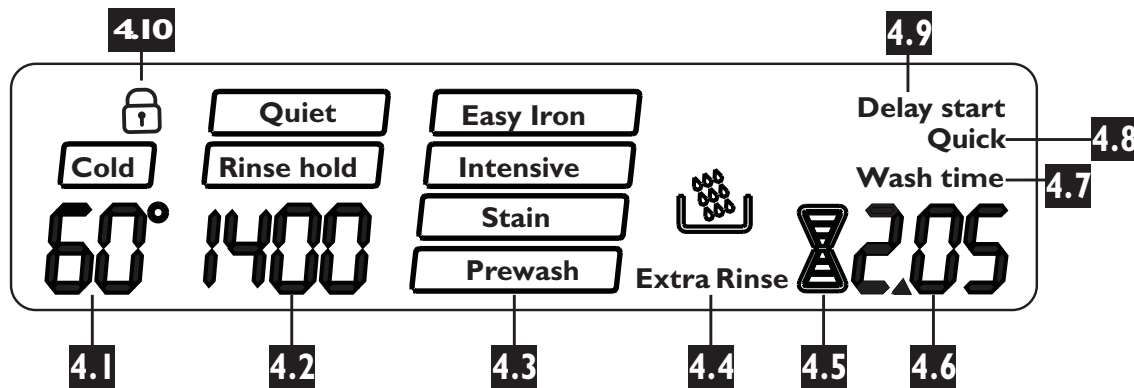 4.10
4.9
Quiet
Easy Iron
Delay start
Quick
4.8
Cold
Rinse hold
Intensive
Wash time
4.7
Stain
60°
1400
Prewash
Extra Rinse
2.05
4.1
4.2
4.3
4.4
4.5
4.6